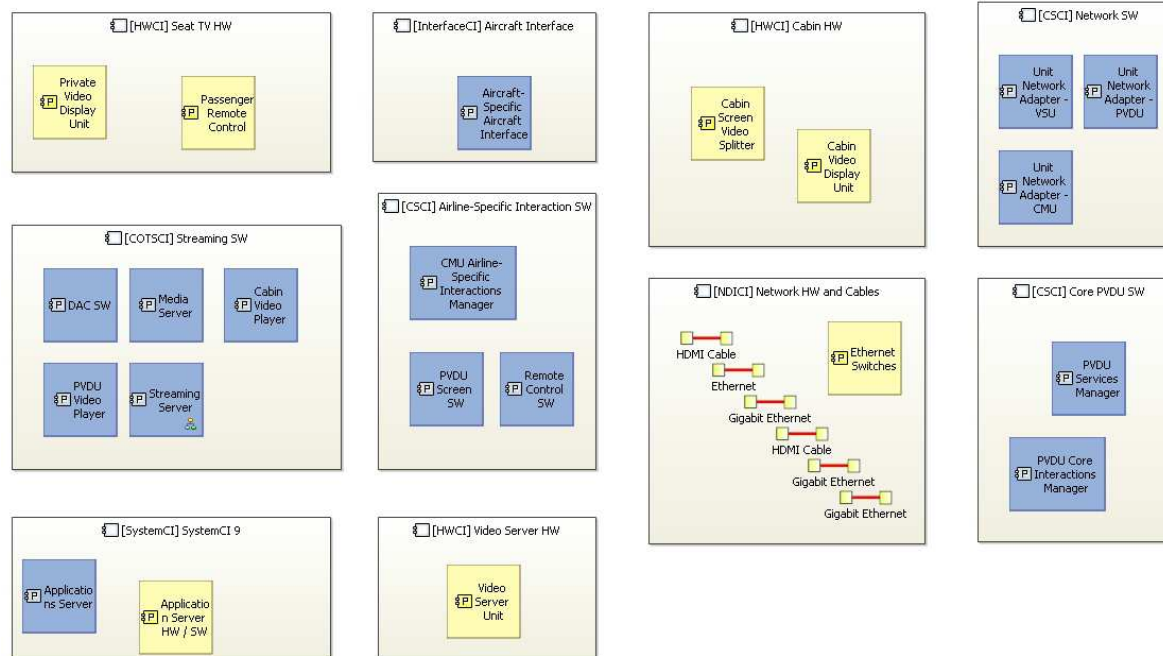 [HWCI] Seat TV HW
P
Private
Video
Display
Unit
P
Passenger
Remote
Control
[InterfaceCI] Aircraft Interface
P
Aircraft-
Specific
Aircraft
Interface
[HWCI] Cabin HW
P
Cabin
Screen
Video
Splitter
P
Cabin
Video
Display
Unit
[CSCI] Network SW
P
Unit
Network
Adapter -
VSU
P
Unit
Network
Adapter -
PVDU
P
Unit
Network
Adapter -
CMU
[COTSCI] Streaming SW
P
DAC SW
P
Media
Server
P
Cabin
Video
Player
P
PVDU
Video
Player
P
Streaming
Server
[CSCI] Airline-Specific Interaction SW
P
CMU Airline-
Specific
Interactions
Manager
P
PVDU
Screen
SW
P
Remote
Control
SW
[NDICI] Network HW and Cables
HDMI Cable
Ethernet
Gigabit Ethernet
HDMI Cable
Gigabit Ethernet
Gigabit Ethernet
P
Ethernet
Switches
[CSCI] Core PVDU SW
P
PVDU
Services
Manager
P
PVDU Core
Interactions
Manager
[SystemCI] SystemCI 9
P
Applicatio
ns Server
P
Applicatio
n Server
HW / SW
[HWCI] Video Server HW
P
Video
Server
Unit